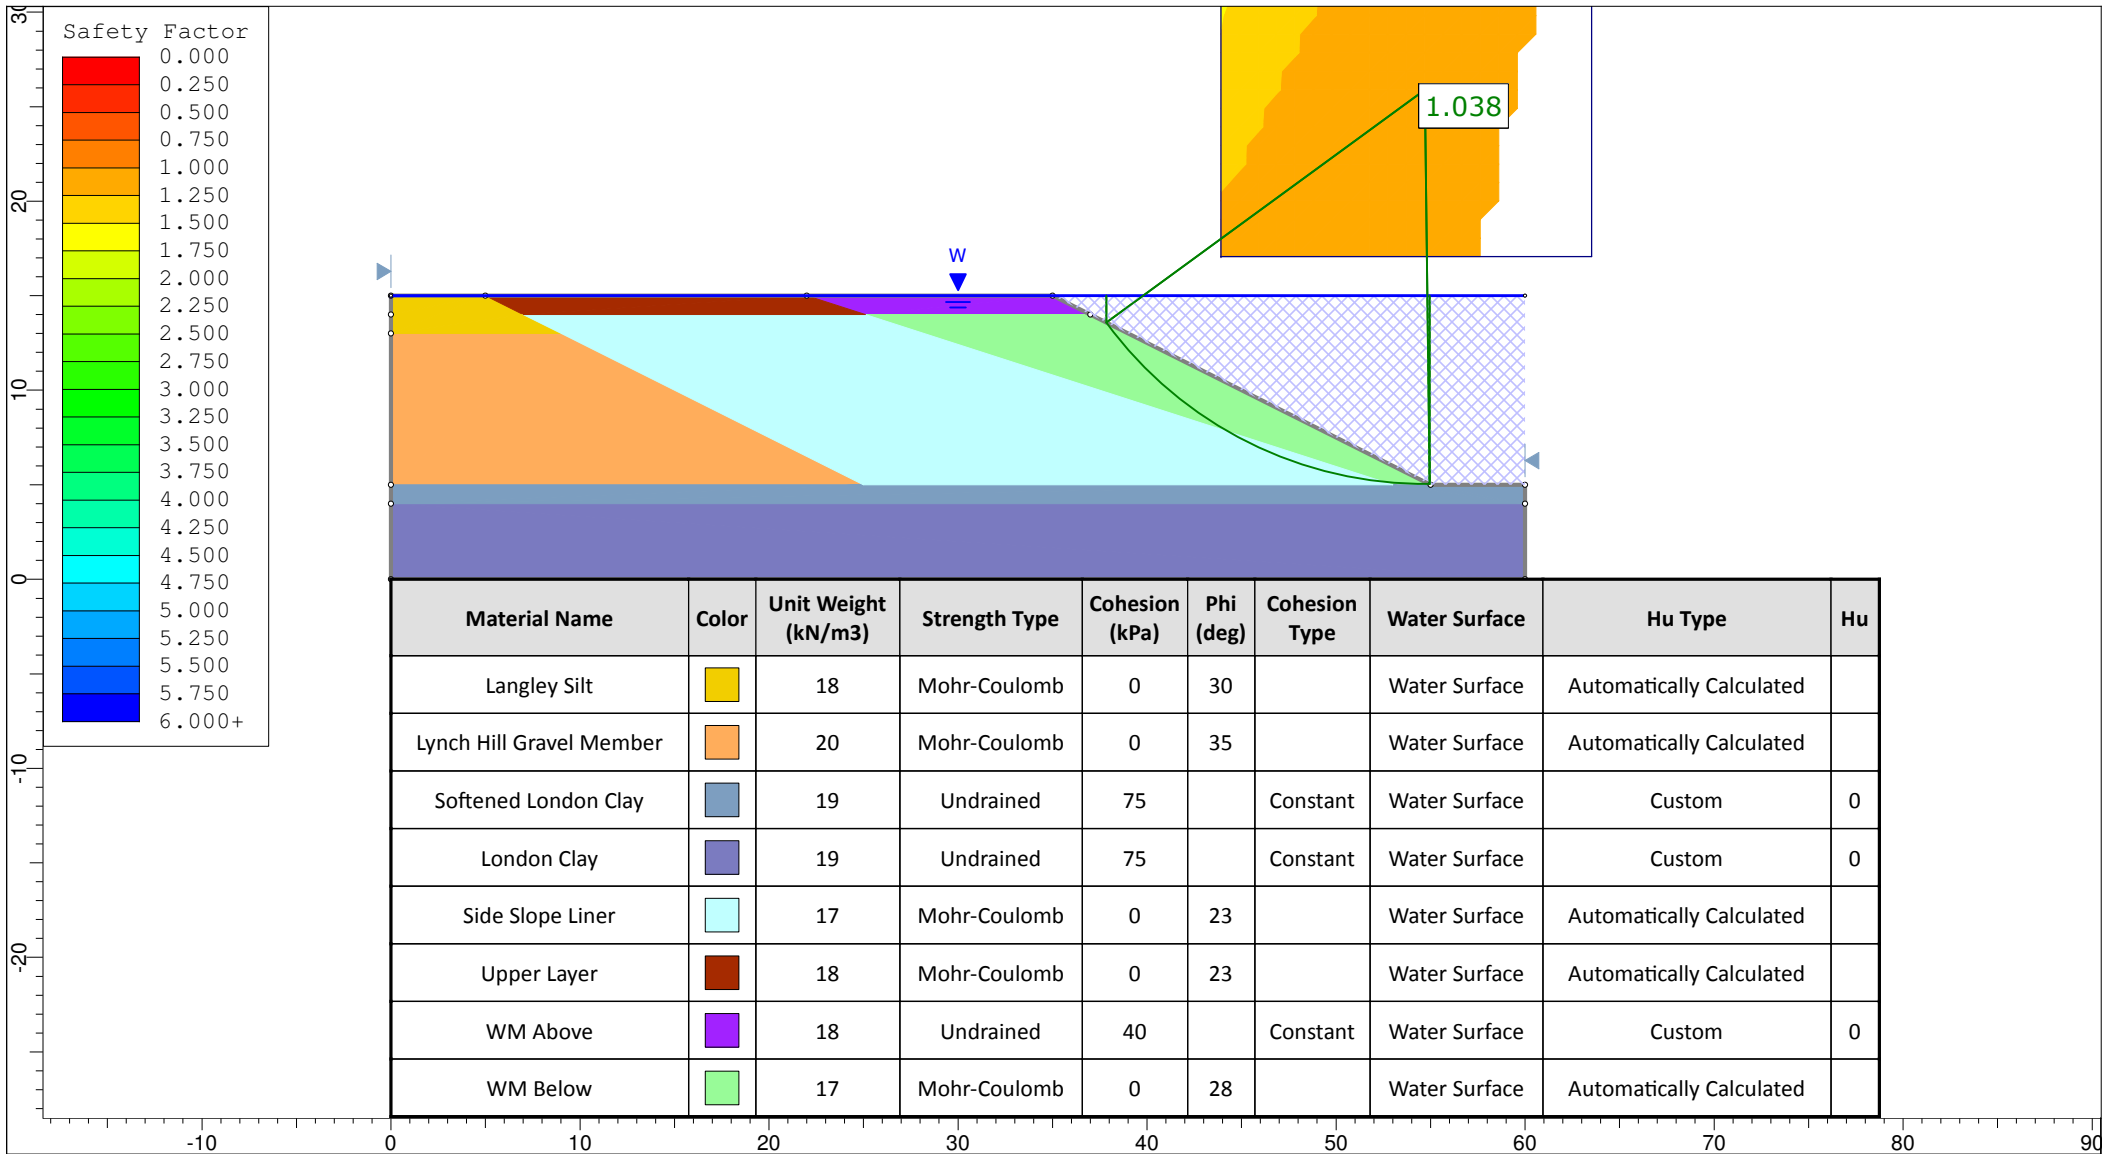 Safety Factor
0.000
0.250
0.500
0.750
1.000
1.250
1.500
1.750
2.000
2.250
2.500
2.750
3.000
3.250
3.500
3.750
4.000
4.250
4.500
4.750
5.000
5.250
5.500
5.750
6.000+
30
20
10
0
-10
-20
1.038
W
Material Name Color Unit Weight (kN/m3) Strength Type Cohesion (kPa) Phi (deg) Cohesion Type Water Surface Hu Type Hu
Langley Silt 18 Mohr-Coulomb 0 30 Water Surface Automatically Calculated
Lynch Hill Gravel Member 20 Mohr-Coulomb 0 35 Water Surface Automatically Calculated
Softened London Clay 19 Undrained 75 Constant Water Surface Custom 0
London Clay 19 Undrained 75 Constant Water Surface Custom 0
Side Slope Liner 17 Mohr-Coulomb 0 23 Water Surface Automatically Calculated
Upper Layer 18 Mohr-Coulomb 0 23 Water Surface Automatically Calculated
WM Above 18 Undrained 40 Constant Water Surface Custom 0
WM Below 17 Mohr-Coulomb 0 28 Water Surface Automatically Calculated
-10 0 10 20 30 40 50 60 70 80 90